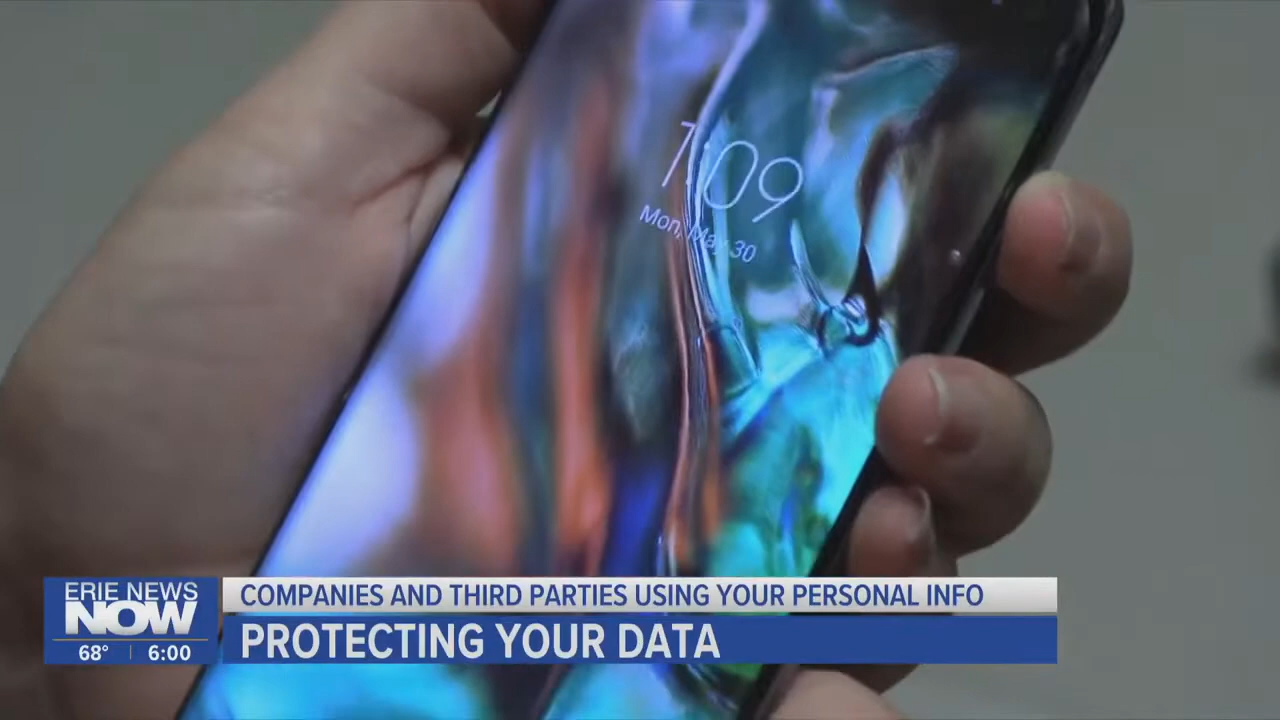 1:09
Mon, May 30
COMPANIES AND THIRD PARTIES USING YOUR PERSONAL INFO
ERIE NEWS
NOW
PROTECTING YOUR DATA
68° 6:00